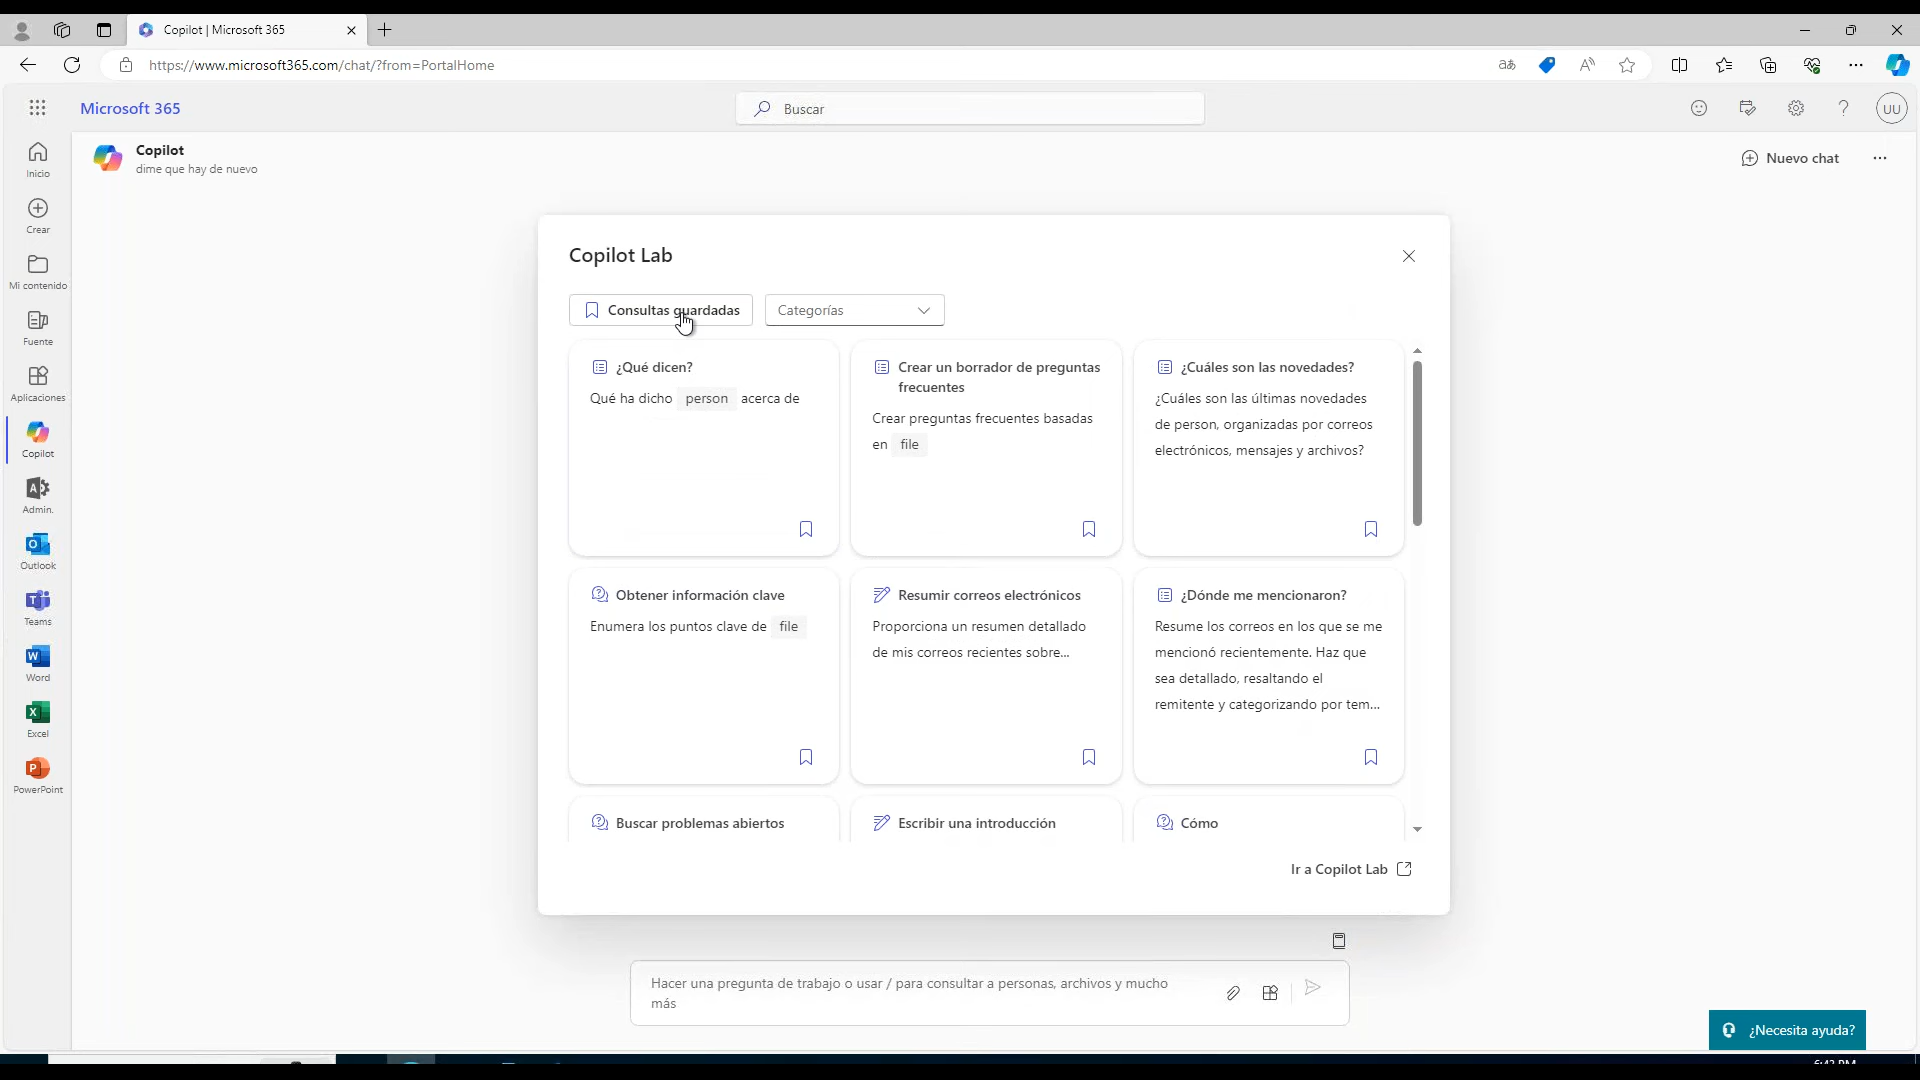 Copilot | Microsoft 365
https://www.microsoft365.com/chat/?from=PortalHome
Microsoft 365
Buscar
UU
Inicio
Crear
Mi contenido
Fuente
Aplicaciones
Copilot
Admin.
Outlook
Teams
Word
Excel
PowerPoint
Copilot
dime que hay de nuevo
Nuevo chat
Copilot Lab
Consultas guardadas
Categorías
¿Qué dicen?
Qué ha dicho person acerca de
Crear un borrador de preguntas
frecuentes
Crear preguntas frecuentes basadas
en file
¿Cuáles son las novedades?
¿Cuáles son las últimas novedades
de person, organizadas por correos
electrónicos, mensajes y archivos?
Obtener información clave
Enumera los puntos clave de file
Resumir correos electrónicos
Proporciona un resumen detallado
de mis correos recientes sobre...
¿Dónde me mencionaron?
Resume los correos en los que se me
mencionó recientemente. Haz que
sea detallado, resaltando el
remitente y categorizando por tem...
Buscar problemas abiertos
Escribir una introducción
Cómo
Ir a Copilot Lab
Hacer una pregunta de trabajo o usar / para consultar a personas, archivos y mucho
más
¿Necesita ayuda?